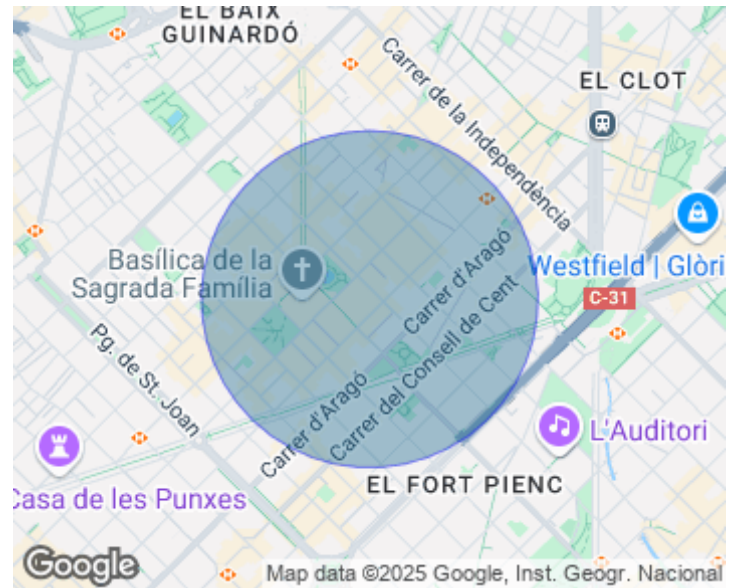 EL BAIX
GUINARDÓ
Carrer de la Independència
EL CLOT
Basílica de la
Sagrada Família
Carrer d'Aragó
Westfield | Glòri
C-31
Carrer del Consell de Cent
Pg. de St. Joan
Carrer d'Aragó
L'Auditori
EL FORT PIENC
Casa de les Punxes
Google
Map data ©2025 Google, Inst. Geogr. Nacional